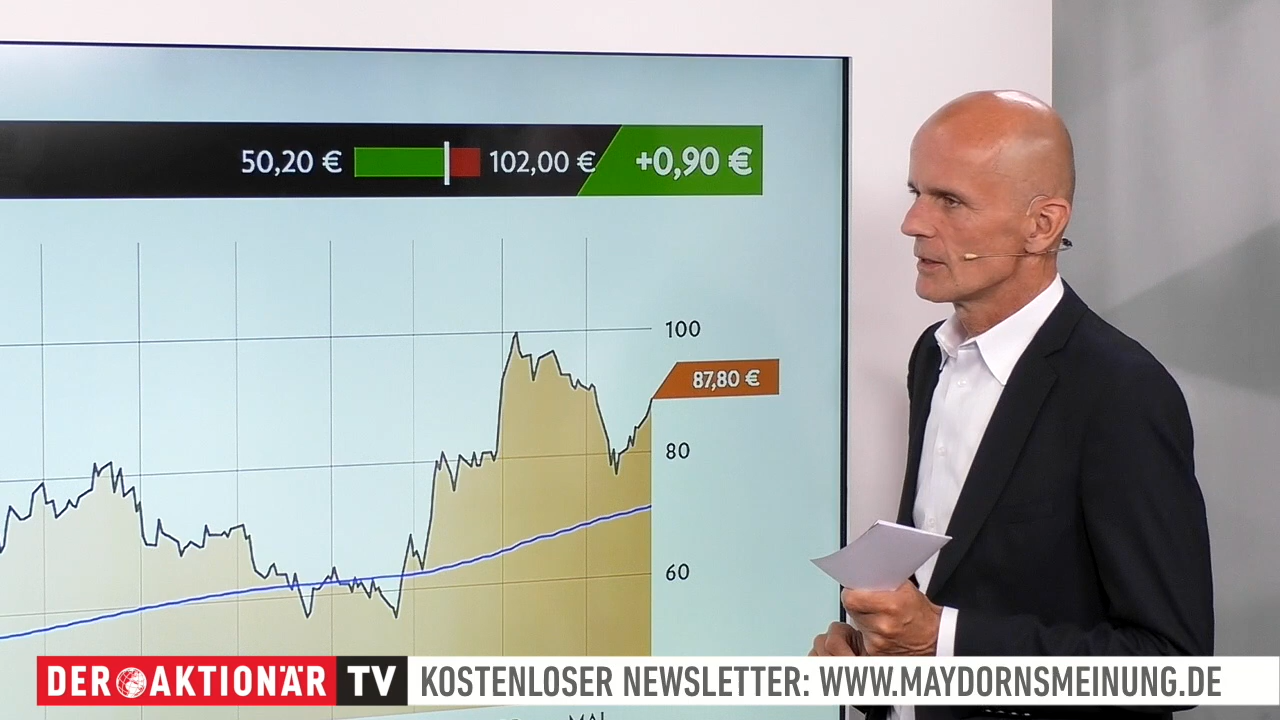 50,20 € 102,00 € +0,90 €
100
87,80 €
80
60
DER AKTIONÄR TV KOSTENLOSER NEWSLETTER: WWW.MAYDORNSMEINUNG.DE